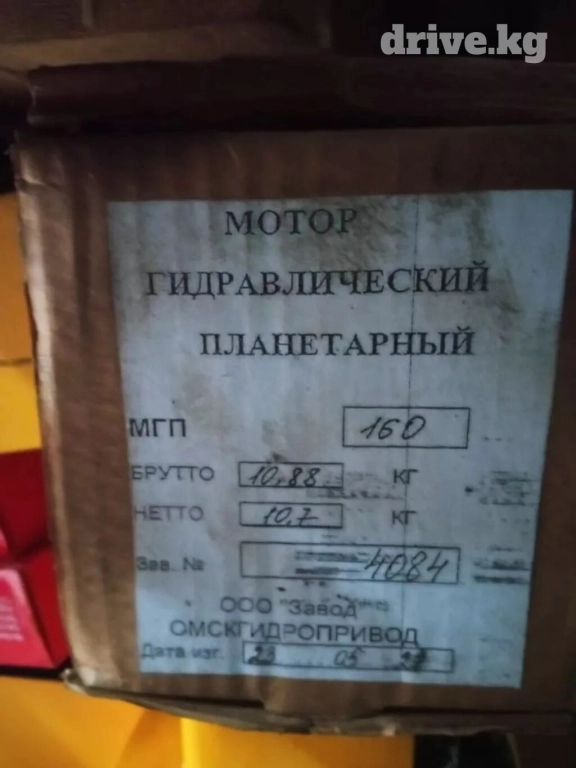 drive.kg
МОТОР
ГИДРАВЛИЧЕСКИЙ
ПЛАНЕТАРНЫЙ
МГП 160
БРУТТО 10,88 КГ
НЕТТО 10,7 КГ
Зав. № 4084
ООО "Завод
ОМСКГИДРОПРИВОД
Дата изг. 05